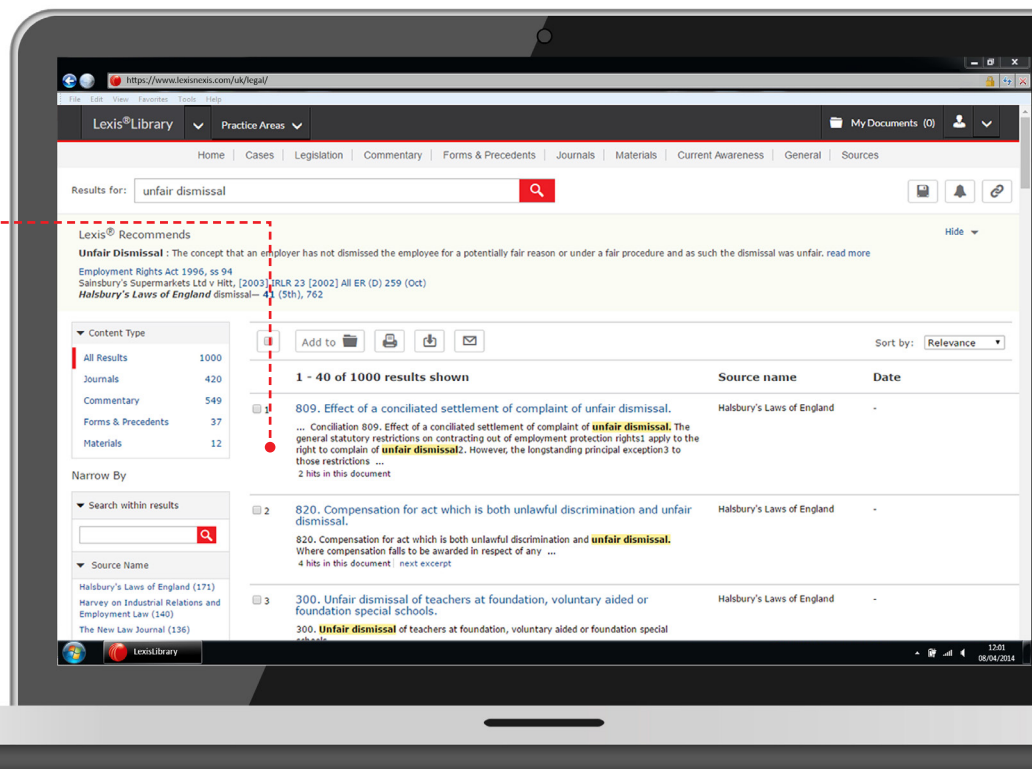 https://www.lexisnexis.com/uk/legal/
File Edit View Favorites Tools Help
Lexis®Library Practice Areas My Documents (0)
Home Cases Legislation Commentary Forms & Precedents Journals Materials Current Awareness General Sources
Results for: unfair dismissal
Lexis® Recommends Hide
Unfair Dismissal : The concept that an employer has not dismissed the employee for a potentially fair reason or under a fair procedure and as such the dismissal was unfair. read more
Employment Rights Act 1996, ss 94
Sainsbury's Supermarkets Ltd v Hitt, [2003] IRLR 23 [2002] All ER (D) 259 (Oct)
Halsbury's Laws of England dismissal— 41 (5th), 762
Content Type
All Results 1000
Journals 420
Commentary 549
Forms & Precedents 37
Materials 12
Narrow By
Search within results
Source Name
Halsbury's Laws of England (171)
Harvey on Industrial Relations and
Employment Law (140)
The New Law Journal (136)
Add to Sort by: Relevance
1 - 40 of 1000 results shown Source name Date
1 809. Effect of a conciliated settlement of complaint of unfair dismissal. Halsbury's Laws of England -
... Conciliation 809. Effect of a conciliated settlement of complaint of unfair dismissal. The
general statutory restrictions on contracting out of employment protection rights1 apply to the
right to complain of unfair dismissal2. However, the longstanding principal exception3 to
those restrictions ...
2 hits in this document
2 820. Compensation for act which is both unlawful discrimination and unfair Halsbury's Laws of England -
dismissal.
820. Compensation for act which is both unlawful discrimination and unfair dismissal.
Where compensation falls to be awarded in respect of any ...
4 hits in this document next excerpt
3 300. Unfair dismissal of teachers at foundation, voluntary aided or Halsbury's Laws of England -
foundation special schools.
300. Unfair dismissal of teachers at foundation, voluntary aided or foundation special
LexisLibrary
12:01
08/04/2014